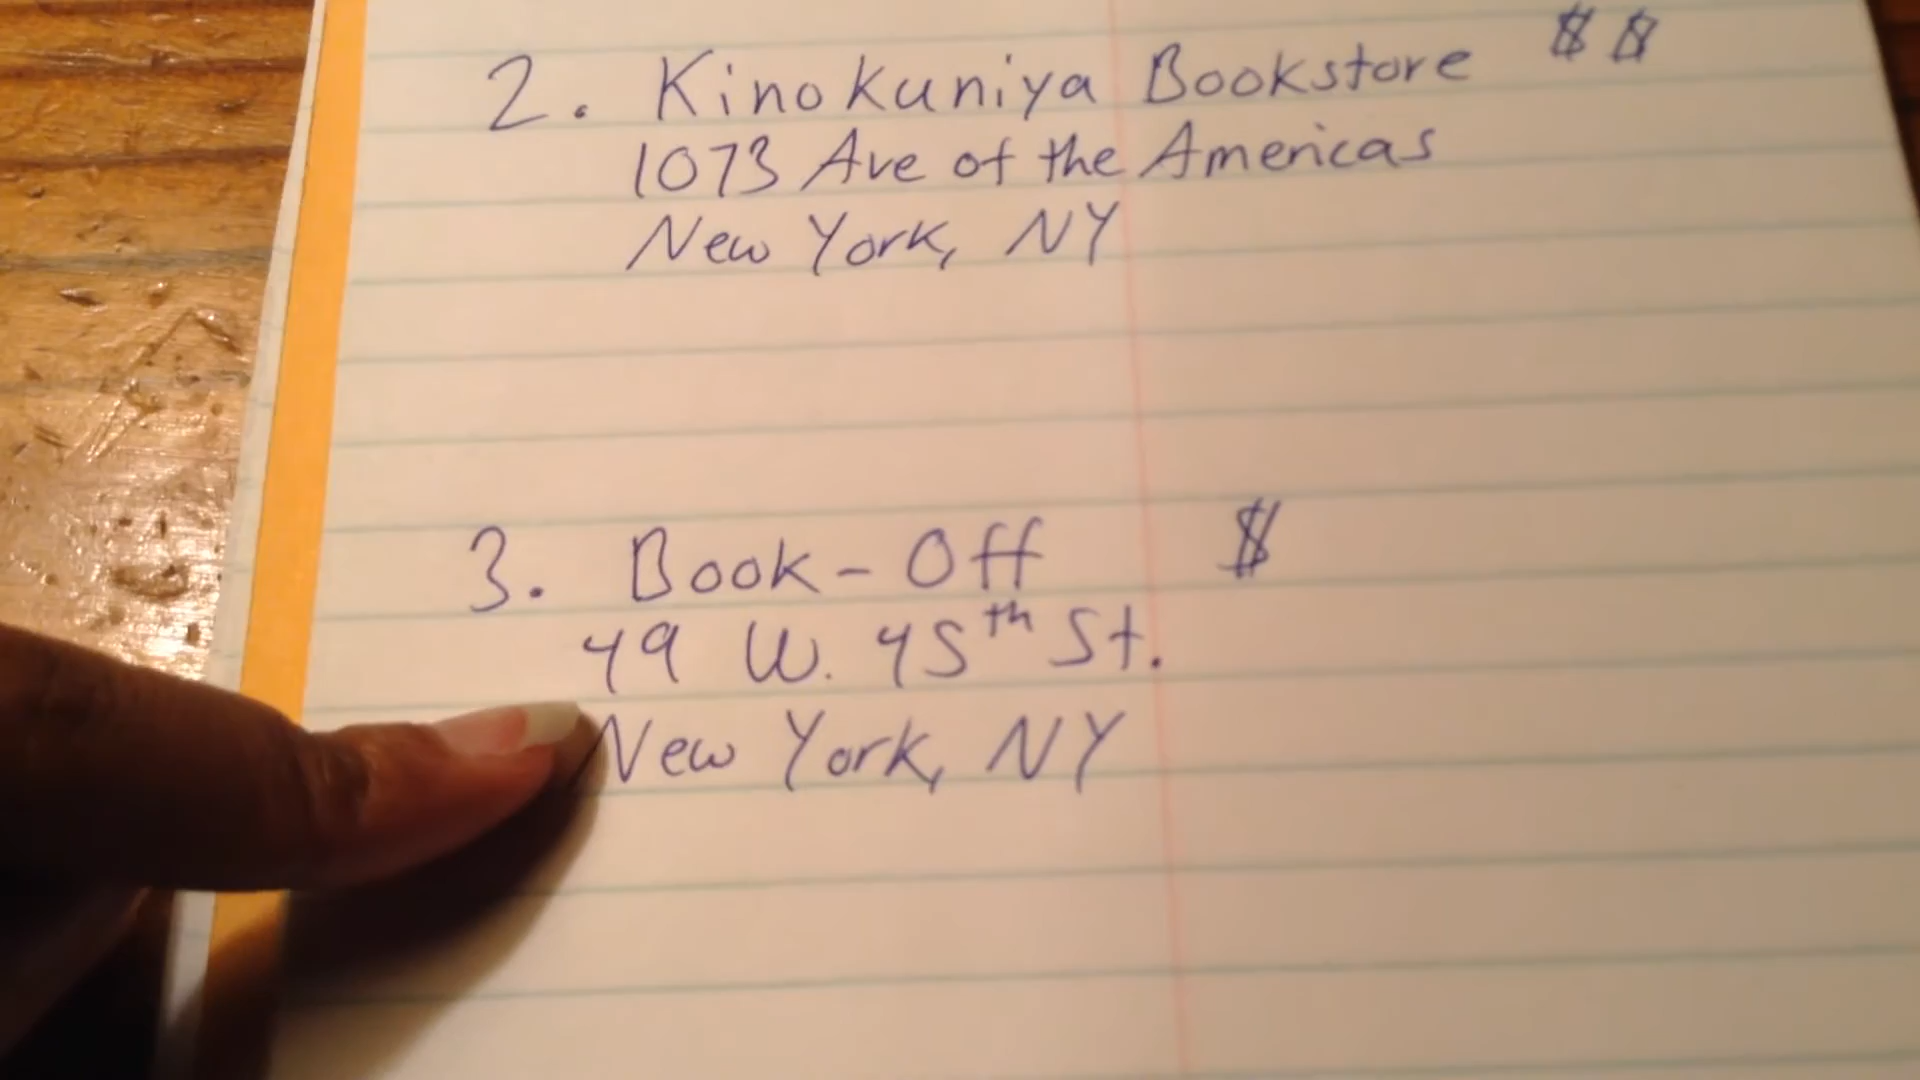 2. Kinokuniya Bookstore $$
1073 Ave of the Americas
New York, NY
3. Book-Off $
49 W. 45th St.
New York, NY